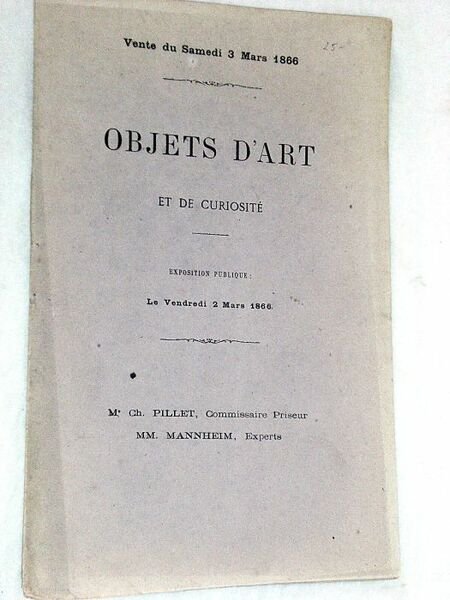 25-
Vente du Samedi 3 Mars 1866
OBJETS D'ART
ET DE CURIOSITÉ
EXPOSITION PUBLIQUE:
Le Vendredi 2 Mars 1866.
Mᵉ Ch. PILLET, Commissaire Priseur
MM. MANNHEIM, Experts